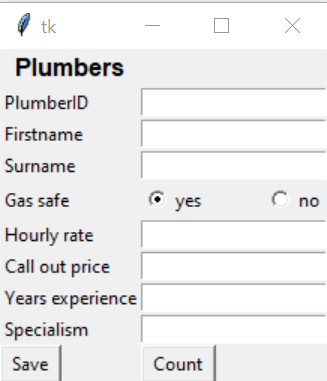 tk
Plumbers
PlumberID
Firstname
Surname
Gas safe yes no
Hourly rate
Call out price
Years experience
Specialism
Save Count